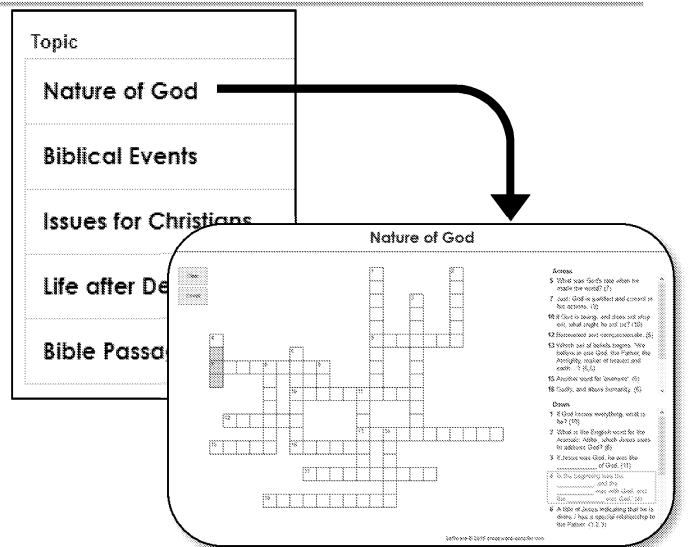 Topic
Nature of God
Biblical Events
Issues for Christians
Life after De
Bible Passa
Nature of God
Across
5 What was God's role when he
made the world? (7)
7 Just: God is justified and correct in
his actions. (9)
10 If God is loving, and does not stop
evil, what might he not be? (10)
12 Benevolent and compassionate. (6)
13 Which set of beliefs begins, 'We
believe in one God, the Father, the
Almighty, maker of heaven and
earth...'? (6,5)
15 Another word for
16 Godly, and above humanity. (6)
Down
1 If God knows everything, what is
he? (10)
2 What is the English word for the
Aramaic 'Abba', which Jesus uses
to address God? (6)
3 If Jesus was God, he was the
of God. (11)
4 In the beginning was the
and the
was with God, and
the was God. (4)
6 A title of Jesus indicating that he is
divine / has a special relationship to
the Father. (3,2,3)